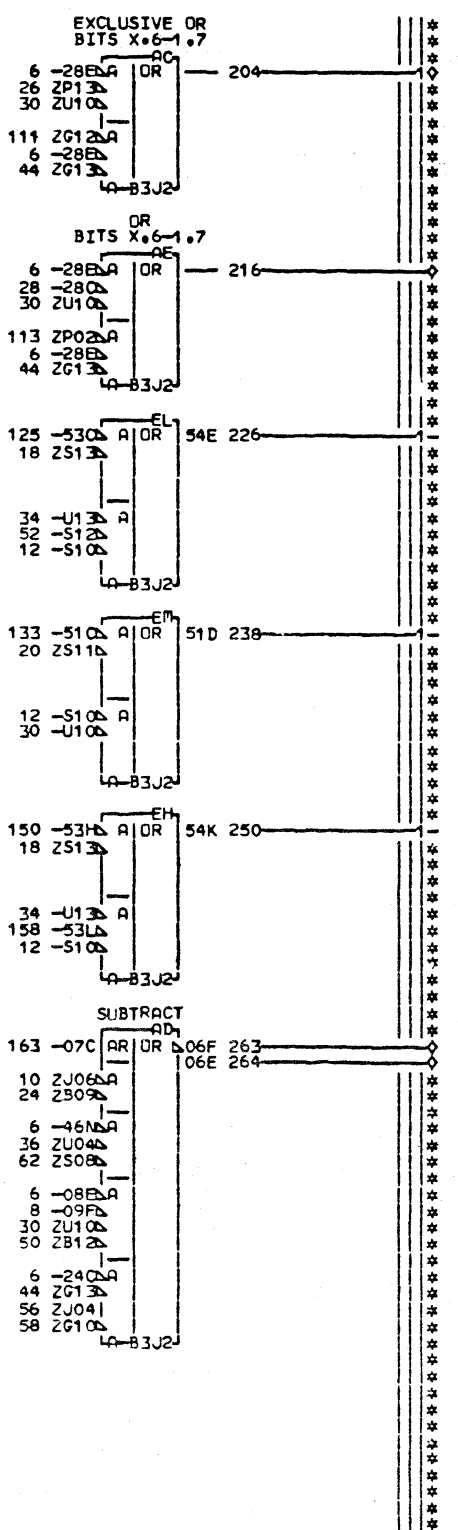 EXCLUSIVE OR
BITS X.6-1.7
AC
6 -28E A OR 204
26 ZP13
30 ZU10
111 ZG12 A
6 -28E
44 ZG13
A-B3J2
OR
BITS X.6-1.7
AE
6 -28E A OR 216
28 -28C
30 ZU10
113 ZP02 A
6 -28E
44 ZG13
A-B3J2
EL
125 -53C A OR 54E 226
18 ZS13
34 -U13 A
52 -S12
12 -S10
A-B3J2
EM
133 -51C A OR 51D 238
20 ZS11
12 -S10 A
30 -U10
A-B3J2
EH
150 -53H A OR 54K 250
18 ZS13
34 -U13 A
158 -53L
12 -S10
A-B3J2
SUBTRACT
AD
163 -07C AR OR 06F 263
06E 264
10 ZJ06 A
24 ZB09
6 -46N A
36 ZU04
62 ZS08
6 -08E A
8 -09F
30 ZU10
50 ZB12
6 -24C A
44 ZG13
56 ZJ04
58 ZG10
A-B3J2